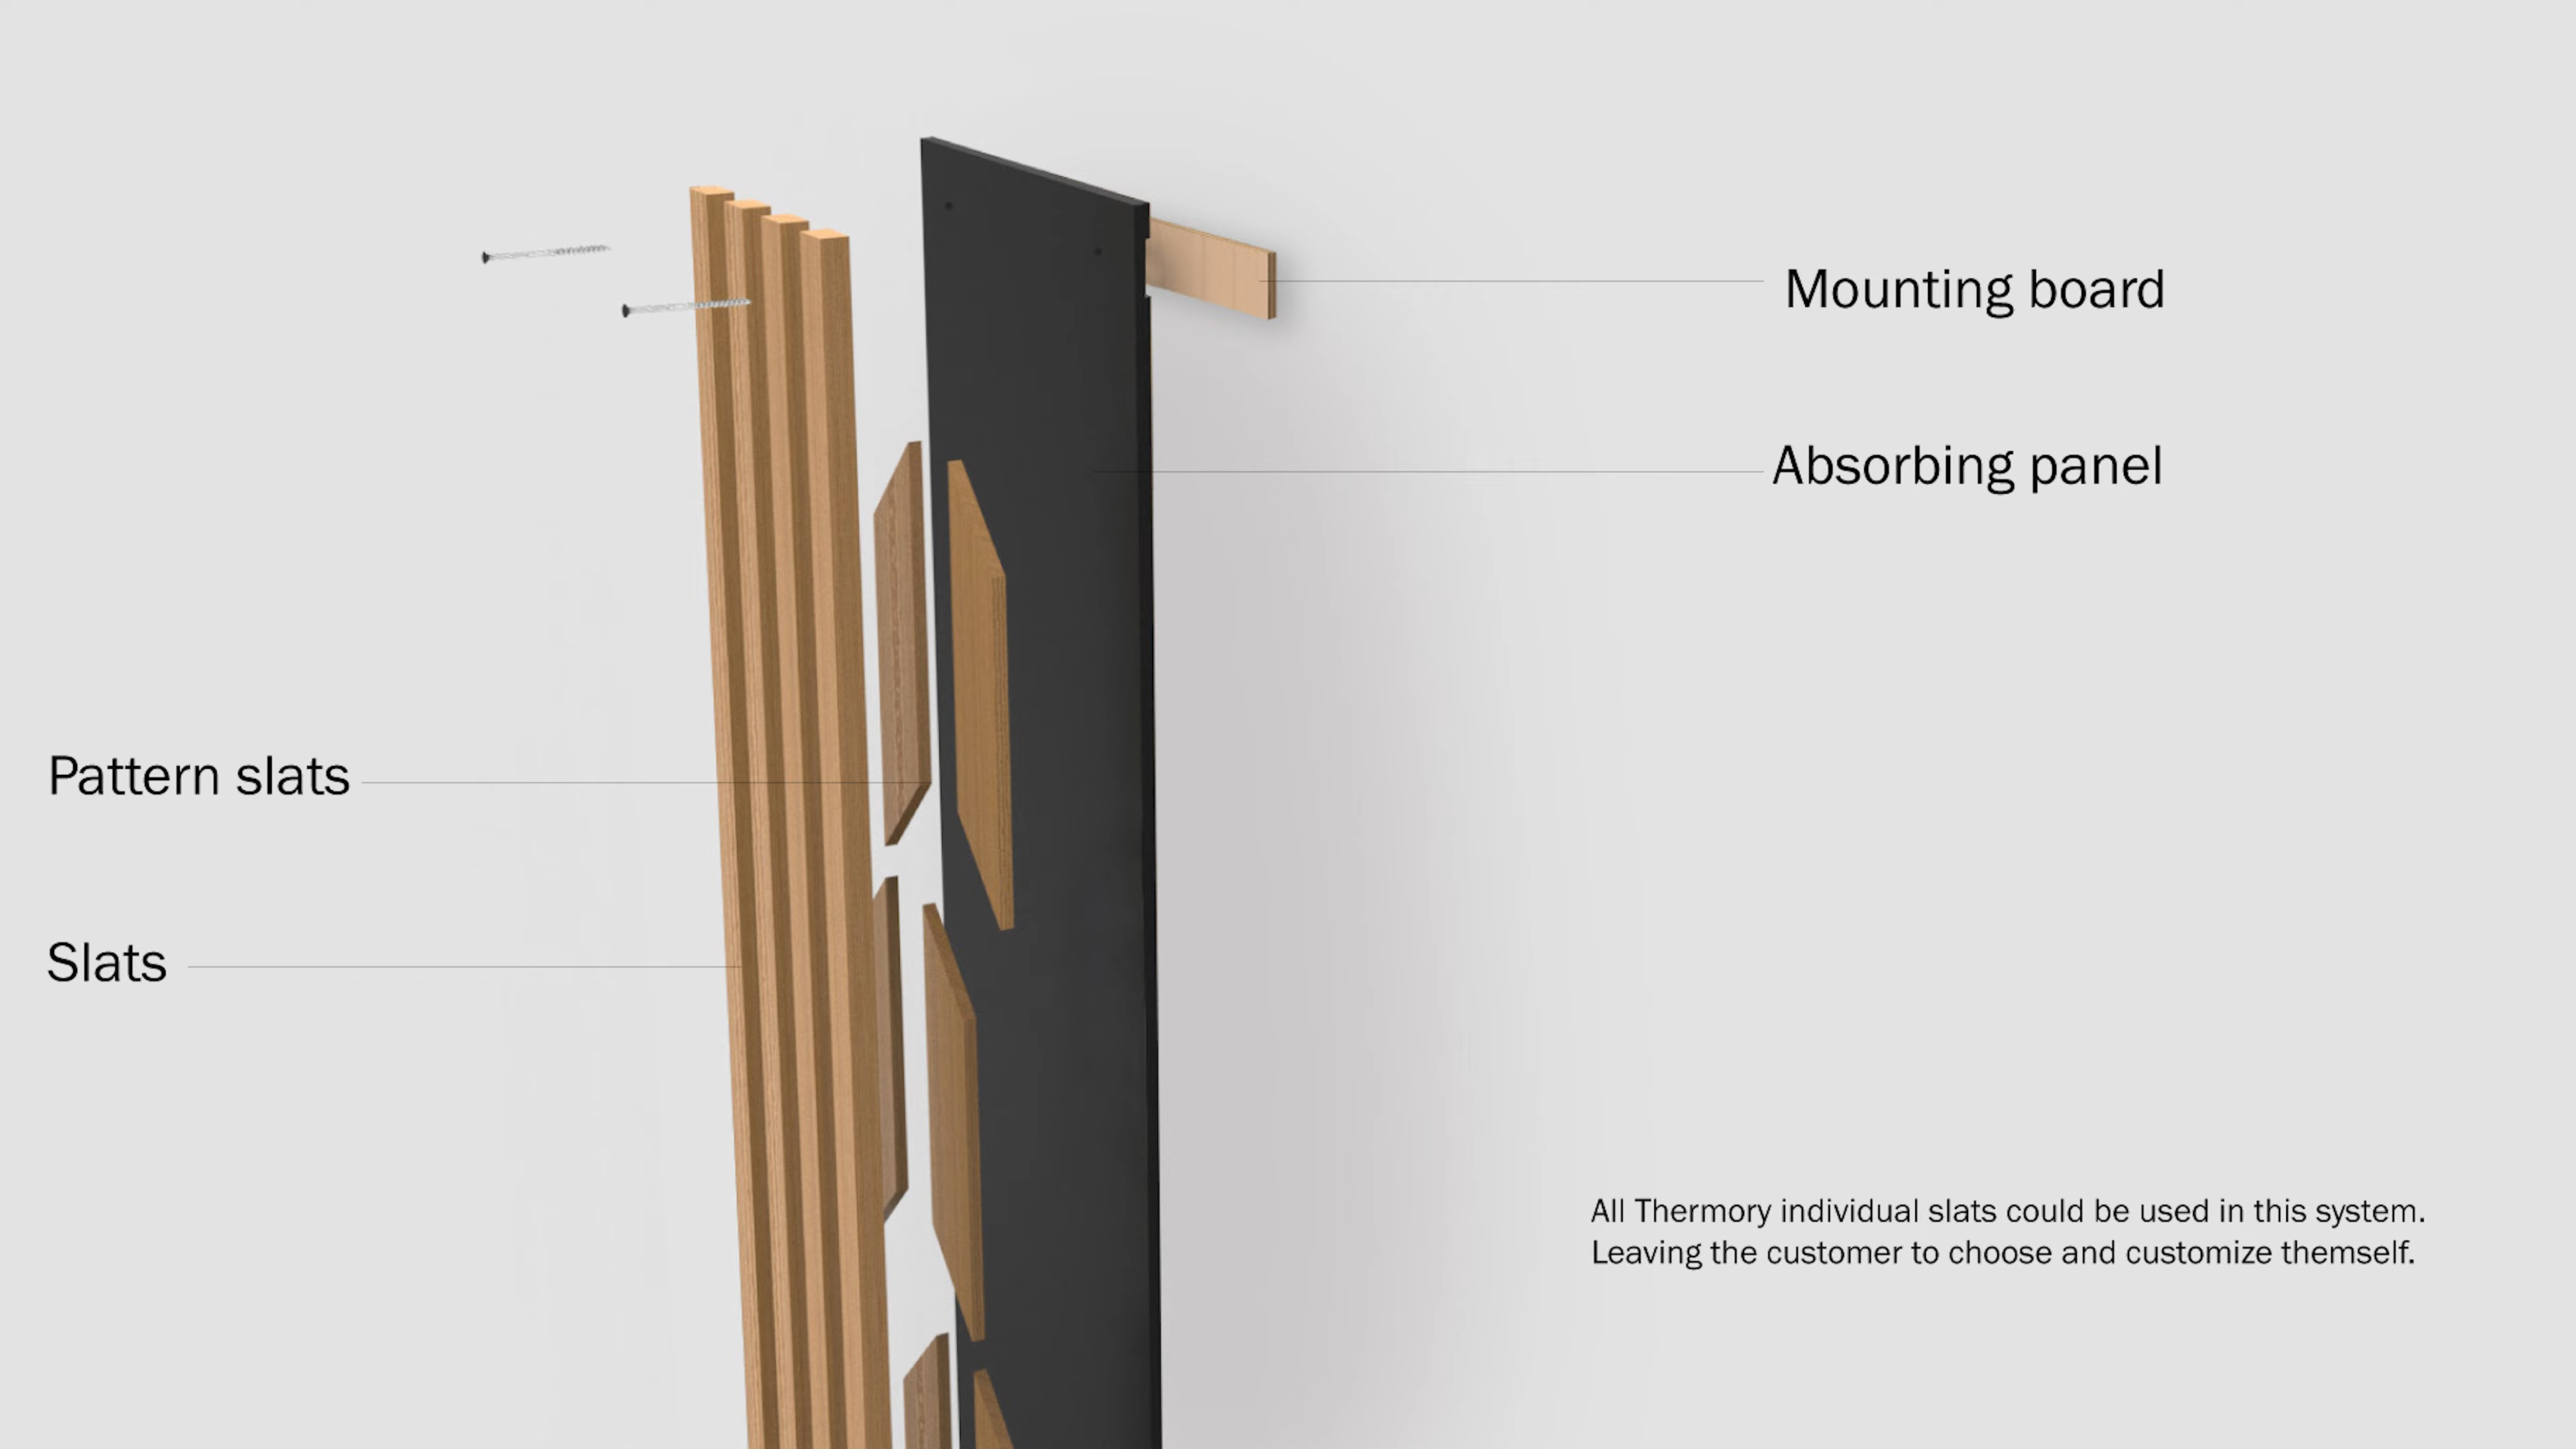 Mounting board
Absorbing panel
Pattern slats
Slats
All Thermory individual slats could be used in this system.
Leaving the customer to choose and customize themself.